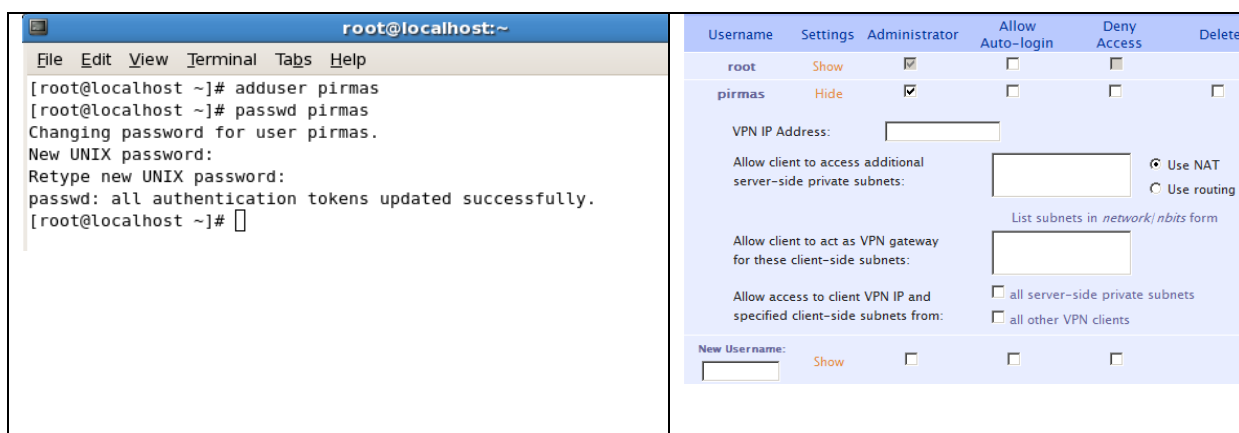 root@localhost:~
File Edit View Terminal Tabs Help
[root@localhost ~]# adduser pirmas
[root@localhost ~]# passwd pirmas
Changing password for user pirmas.
New UNIX password:
Retype new UNIX password:
passwd: all authentication tokens updated successfully.
[root@localhost ~]#
Username Settings Administrator Allow Auto-login Deny Access Delete
root Show
pirmas Hide
VPN IP Address:
Allow client to access additional
server-side private subnets:
Use NAT
Use routing
List subnets in network/nbits form
Allow client to act as VPN gateway
for these client-side subnets:
Allow access to client VPN IP and
specified client-side subnets from:
all server-side private subnets
all other VPN clients
New Username:
Show